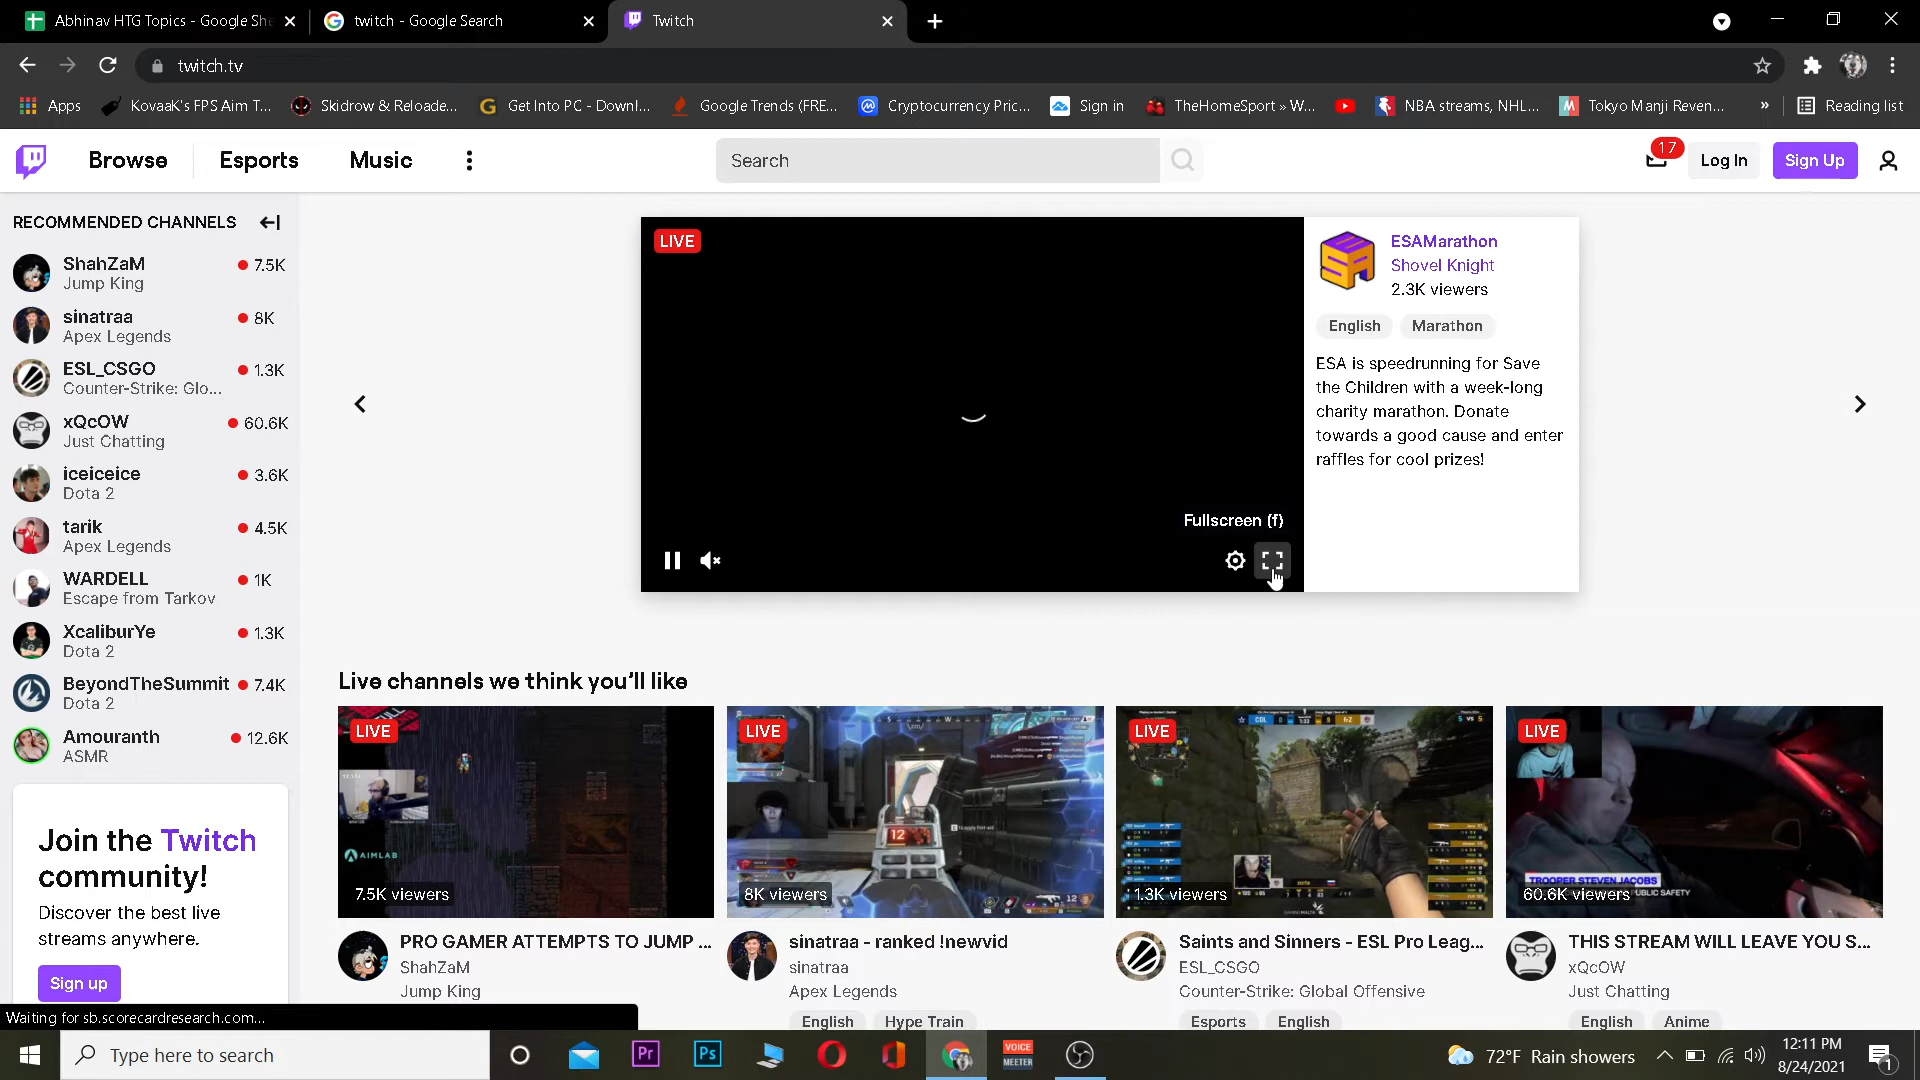 Abhinav HTG Topics - Google She
twitch - Google Search
Twitch
twitch.tv
Apps
KovaaK's FPS Aim T...
Skidrow & Reloade...
Get Into PC - Downl...
Google Trends (FRE...
Cryptocurrency Pric...
Sign in
TheHomeSport » W...
NBA streams, NHL...
Tokyo Manji Reven...
»
Reading list
Browse
Esports
Music
Search
17
Log In
Sign Up
RECOMMENDED CHANNELS
ShahZaM
7.5K
Jump King
sinatraa
8K
Apex Legends
ESL_CSGO
1.3K
Counter-Strike: Glo...
xQcOW
60.6K
Just Chatting
iceiceice
3.6K
Dota 2
tarik
4.5K
Apex Legends
WARDELL
1K
Escape from Tarkov
XcaliburYe
1.3K
Dota 2
BeyondTheSummit
7.4K
Dota 2
Amouranth
12.6K
ASMR
Join the Twitch
community!
Discover the best live
streams anywhere.
Sign up
LIVE
Fullscreen (f)
ESAMarathon
Shovel Knight
2.3K viewers
English
Marathon
ESA is speedrunning for Save
the Children with a week-long
charity marathon. Donate
towards a good cause and enter
raffles for cool prizes!
Live channels we think you'll like
LIVE
AIMLAB
7.5K viewers
PRO GAMER ATTEMPTS TO JUMP ...
ShahZaM
Jump King
LIVE
12
8K viewers
sinatraa - ranked !newvid
sinatraa
Apex Legends
English
Hype Train
LIVE
1.3K viewers
Saints and Sinners - ESL Pro Leag...
ESL_CSGO
Counter-Strike: Global Offensive
Esports
English
LIVE
TROOPER STEVEN JACOBS
60.6K viewers
THIS STREAM WILL LEAVE YOU S...
xQcOW
Just Chatting
English
Anime
Waiting for sb.scorecardresearch.com...
Type here to search
Pr
Ps
VOICE
MEETER
72°F Rain showers
12:11 PM
8/24/2021
1